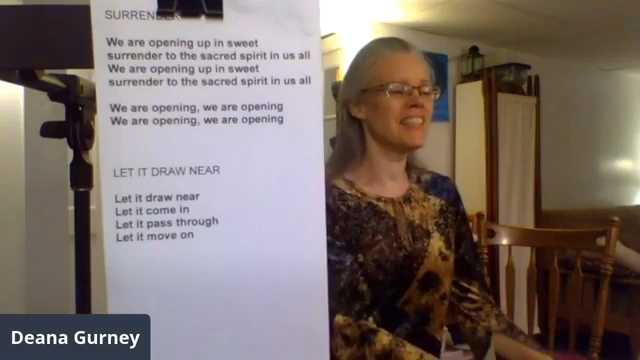 SURRENDER
We are opening up in sweet
surrender to the sacred spirit in us all
We are opening up in sweet
surrender to the sacred spirit in us all
We are opening, we are opening
We are opening, we are opening
LET IT DRAW NEAR
Let it draw near
Let it come in
Let it pass through
Let it move on
Deana Gurney